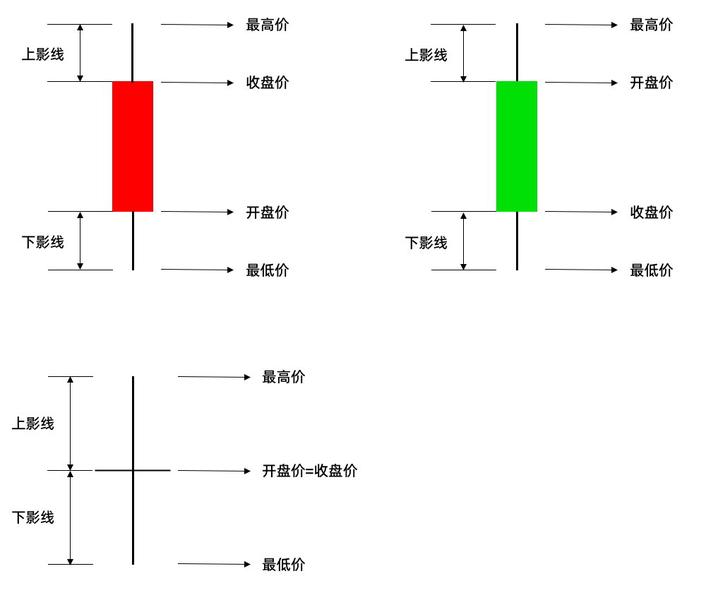 最高价
上影线
收盘价
开盘价
下影线
最低价
最高价
上影线
开盘价
收盘价
下影线
最低价
最高价
上影线
开盘价=收盘价
下影线
最低价